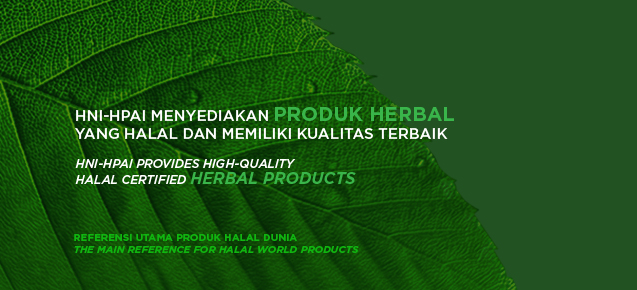 HNI-HPAI MENYEDIAKAN PRODUK HERBAL
YANG HALAL DAN MEMILIKI KUALITAS TERBAIK
HNI-HPAI PROVIDES HIGH-QUALITY
HALAL CERTIFIED HERBAL PRODUCTS
REFERENSI UTAMA PRODUK HALAL DUNIA
THE MAIN REFERENCE FOR HALAL WORLD PRODUCTS